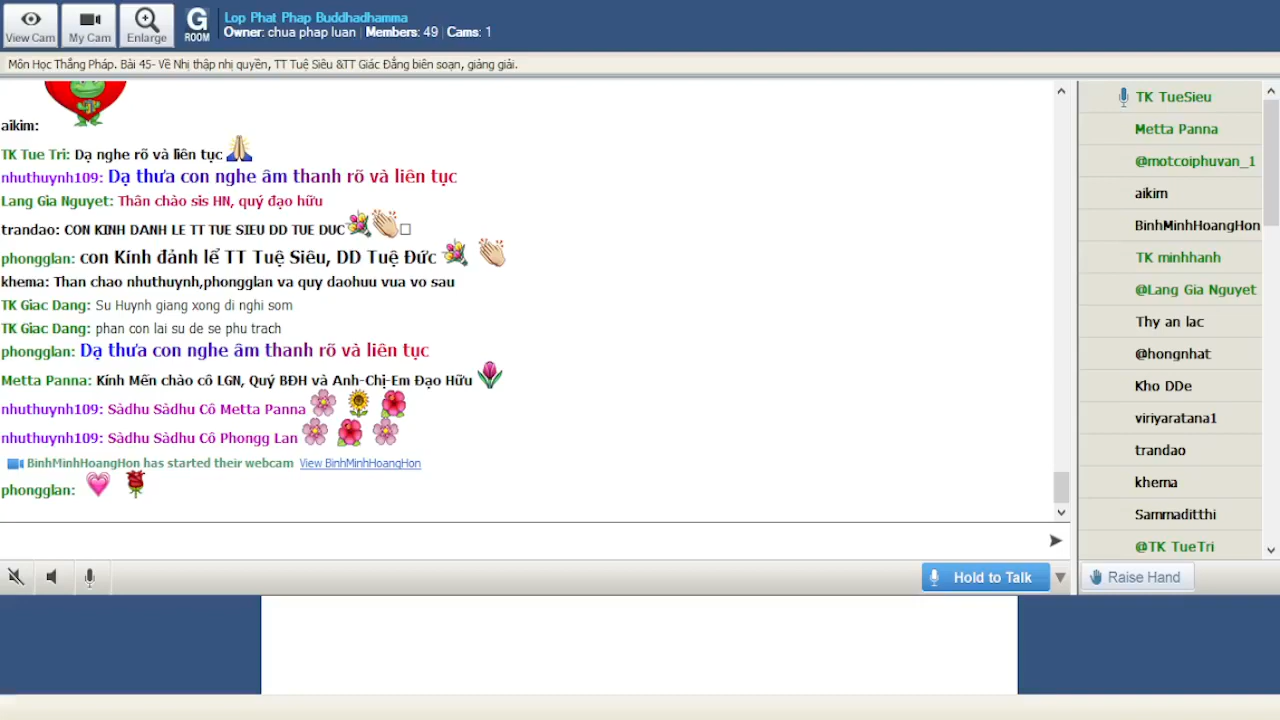 View Cam
My Cam
Enlarge
G
ROOM
Lop Phat Phap Buddhadhamma
Owner: chua phap luan | Members: 49 | Cams: 1
Môn Học Thắng Pháp. Bài 45- Về Nhị thập nhị quyền, TT Tuệ Siêu &TT Giác Đẳng biên soạn, giảng giải.
aikim:
TK Tue Tri: Dạ nghe rõ và liên tục
nhuthuynh109: Dạ thưa con nghe âm thanh rõ và liên tục
Lang Gia Nguyet: Thân chào sis HN, quý đạo hữu
trandao: CON KINH DANH LE TT TUE SIEU DD TUE DUC
phongglan: con Kính đảnh lể TT Tuệ Siêu, DD Tuệ Đức
khema: Than chao nhuthuynh,phongglan va quy daohuu vua vo sau
TK Giac Dang: Su Huynh giang xong di nghi som
TK Giac Dang: phan con lai su de se phu trach
phongglan: Dạ thưa con nghe âm thanh rõ và liên tục
Metta Panna: Kính Mến chào cô LGN, Quý BĐH và Anh-Chị-Em Đạo Hữu
nhuthuynh109: Sàdhu Sàdhu Cô Metta Panna
nhuthuynh109: Sàdhu Sàdhu Cô Phongg Lan
BinhMinhHoangHon has started their webcam View BinhMinhHoangHon
phongglan:
Hold to Talk
TK TueSieu
Metta Panna
@motcoiphuvan_1
aikim
BinhMinhHoangHon
TK minhhanh
@Lang Gia Nguyet
Thy an lac
@hongnhat
Kho DDe
viriyaratana1
trandao
khema
Sammaditthi
@TK TueTri
Raise Hand